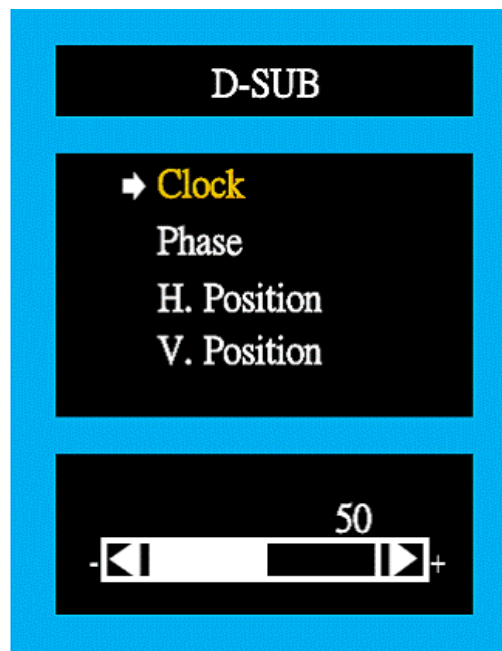 D-SUB
Clock
Phase
H. Position
V. Position
50
- +